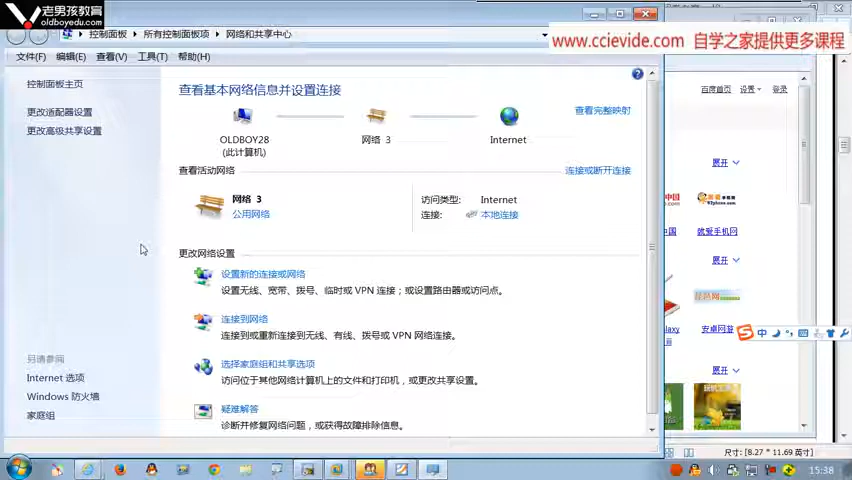 老男孩教育
oldboyedu.com
控制面板 所有控制面板项 网络和共享中心
www.ccievide.com 自学之家提供更多课程
文件(F) 编辑(E) 查看(V) 工具(T) 帮助(H)
控制面板主页
更改适配器设置
更改高级共享设置
查看基本网络信息并设置连接
查看完整映射
OLDBOY28
(此计算机)
网络 3
Internet
查看活动网络
连接或断开连接
网络 3
公用网络
访问类型: Internet
连接: 本地连接
更改网络设置
设置新的连接或网络
设置无线、宽带、拨号、临时或 VPN 连接；或设置路由器或访问点。
连接到网络
连接到或重新连接到无线、有线、拨号或 VPN 网络连接。
选择家庭组和共享选项
访问位于其他网络计算机上的文件和打印机，或更改共享设置。
疑难解答
诊断并修复网络问题，或获得故障排除信息。
另请参阅
Internet 选项
Windows 防火墙
家庭组
百度首页 设置 登录
展开
中国
就爱手机网
展开
安卓网
展开
中
尺寸: [8.27 * 11.69 英寸]
15:38